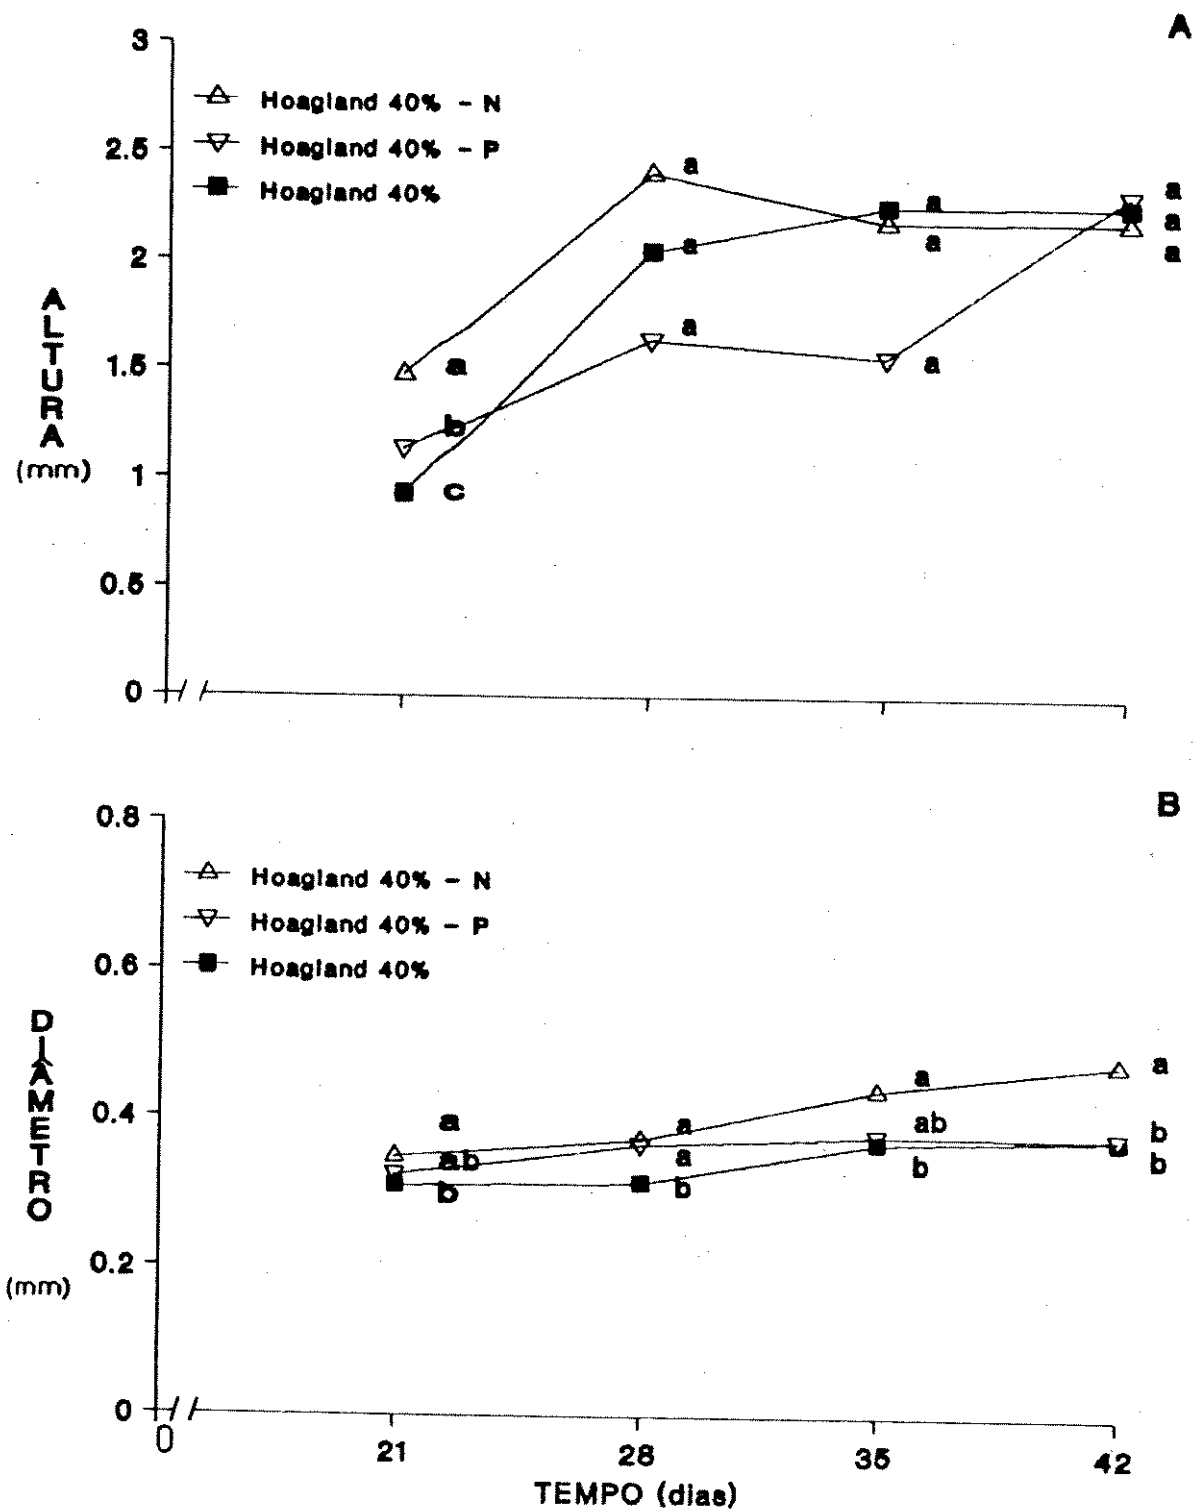 A
3
Hoagland 40% - N
2.5
Hoagland 40% - P
Hoagland 40%
a
a a
a
2
a a a
a
ALTURA
a
1.5
a
a
b
(mm)
1
c
0.5
0
B
0.8
Hoagland 40% - N
Hoagland 40% - P
0.6
Hoagland 40%
DIÂMETRO
a a
0.4
a a ab b
ab a b b
b b
0.2
(mm)
0
0 21 28 35 42
TEMPO (dias)